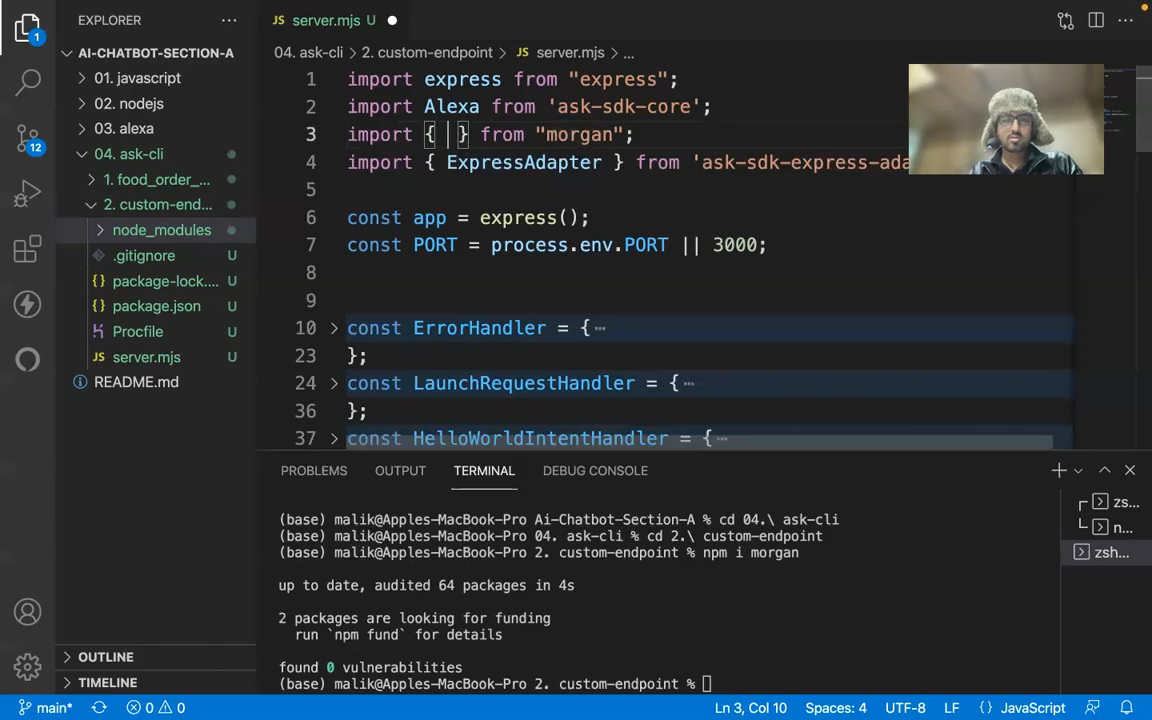 EXPLORER
AI-CHATBOT-SECTION-A
01. javascript
02. nodejs
03. alexa
04. ask-cli
1. food_order_...
2. custom-end...
node_modules
.gitignore U
package-lock.... U
package.json U
Procfile U
JS server.mjs U
README.md
OUTLINE
TIMELINE
1
12
JS server.mjs U
04. ask-cli > 2. custom-endpoint > JS server.mjs > ...
1 import express from "express";
2 import Alexa from 'ask-sdk-core';
3 import { } from "morgan";
4 import { ExpressAdapter } from 'ask-sdk-express-ada
5
6 const app = express();
7 const PORT = process.env.PORT || 3000;
8
9
10 const ErrorHandler = {⋯
23 };
24 const LaunchRequestHandler = {⋯
36 };
37 const HelloWorldIntentHandler = {⋯
PROBLEMS OUTPUT TERMINAL DEBUG CONSOLE
(base) malik@Apples-MacBook-Pro Ai-Chatbot-Section-A % cd 04.\ ask-cli
(base) malik@Apples-MacBook-Pro 04. ask-cli % cd 2.\ custom-endpoint
(base) malik@Apples-MacBook-Pro 2. custom-endpoint % npm i morgan
up to date, audited 64 packages in 4s
2 packages are looking for funding
run `npm fund` for details
found 0 vulnerabilities
(base) malik@Apples-MacBook-Pro 2. custom-endpoint %
zs...
n...
zsh...
main* 0 0 Ln 3, Col 10 Spaces: 4 UTF-8 LF {} JavaScript